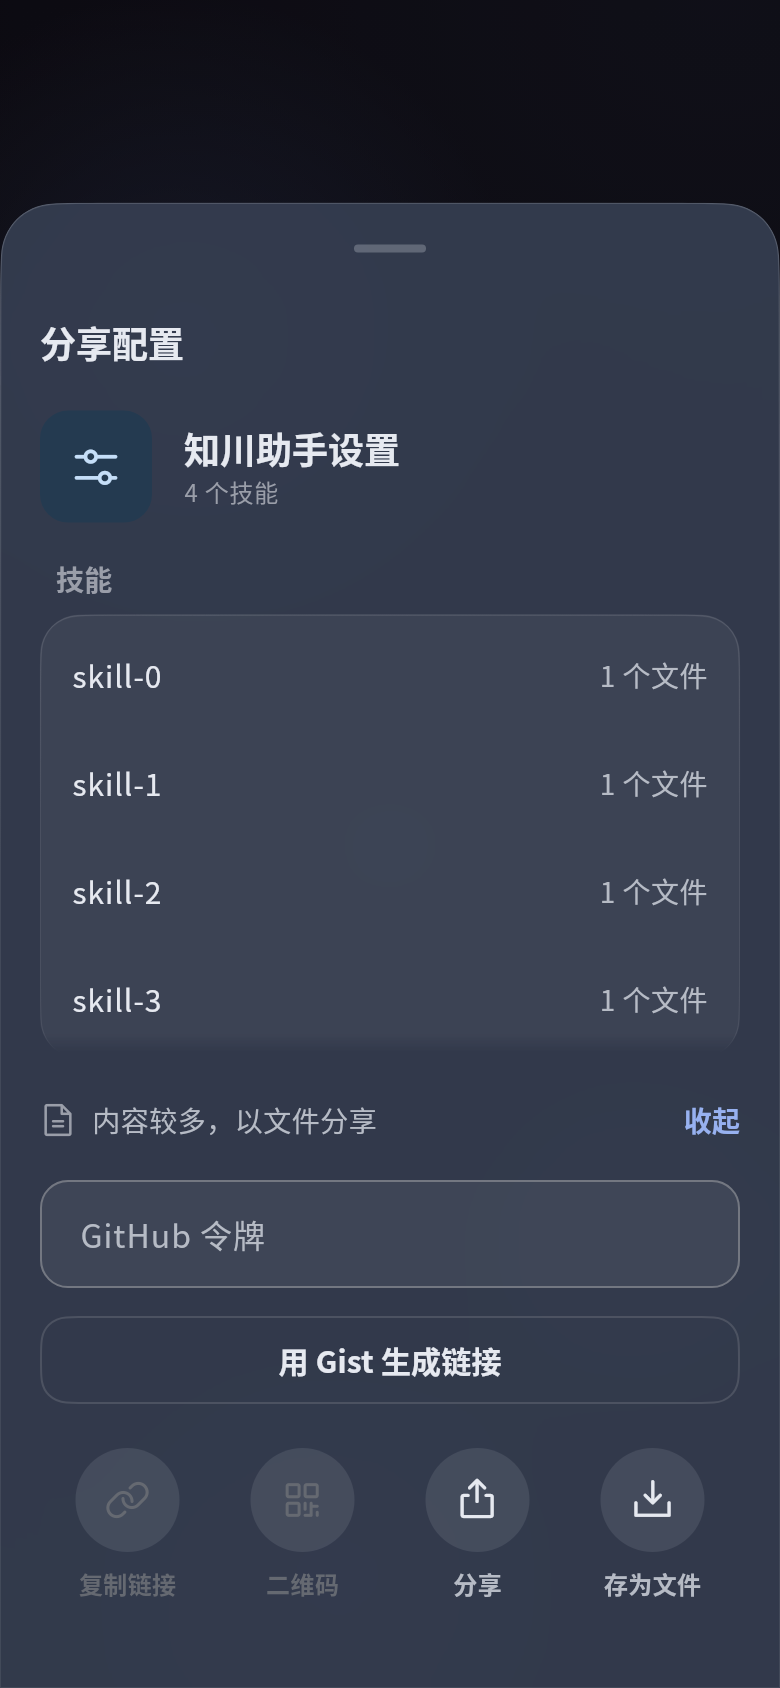 分享配置
知川助手设置
4 个技能
技能
skill-0 1 个文件
skill-1 1 个文件
skill-2 1 个文件
skill-3 1 个文件
内容较多，以文件分享 收起
GitHub 令牌
用 Gist 生成链接
复制链接 二维码 分享 存为文件